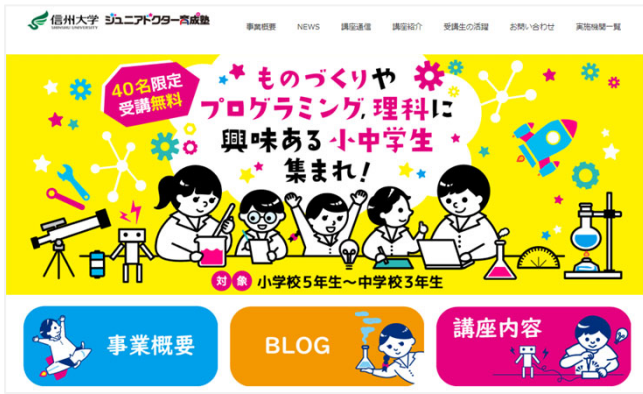 信州大学 ジュニアドクター育成塾
SHINSHU UNIVERSITY
事業概要 NEWS 講座通信 講座紹介 受講生の活躍 お問い合わせ 実施機関一覧
40名限定
受講無料
ものづくりや
プログラミング,理科に
興味ある小中学生
集まれ!
対象 小学校5年生～中学校3年生
事業概要
BLOG
講座内容